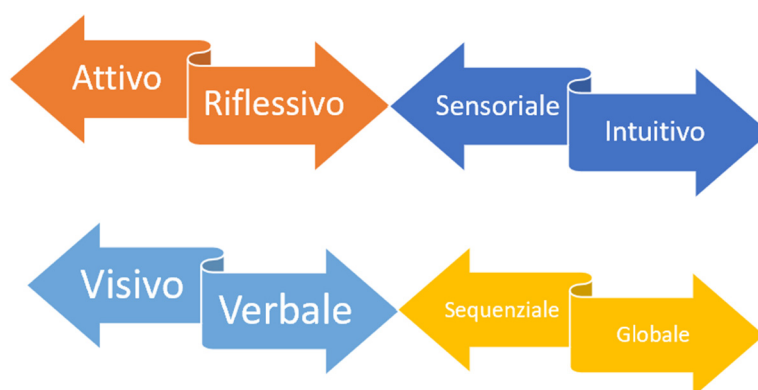 Attivo
Riflessivo
Sensoriale
Intuitivo
Visivo
Verbale
Sequenziale
Globale